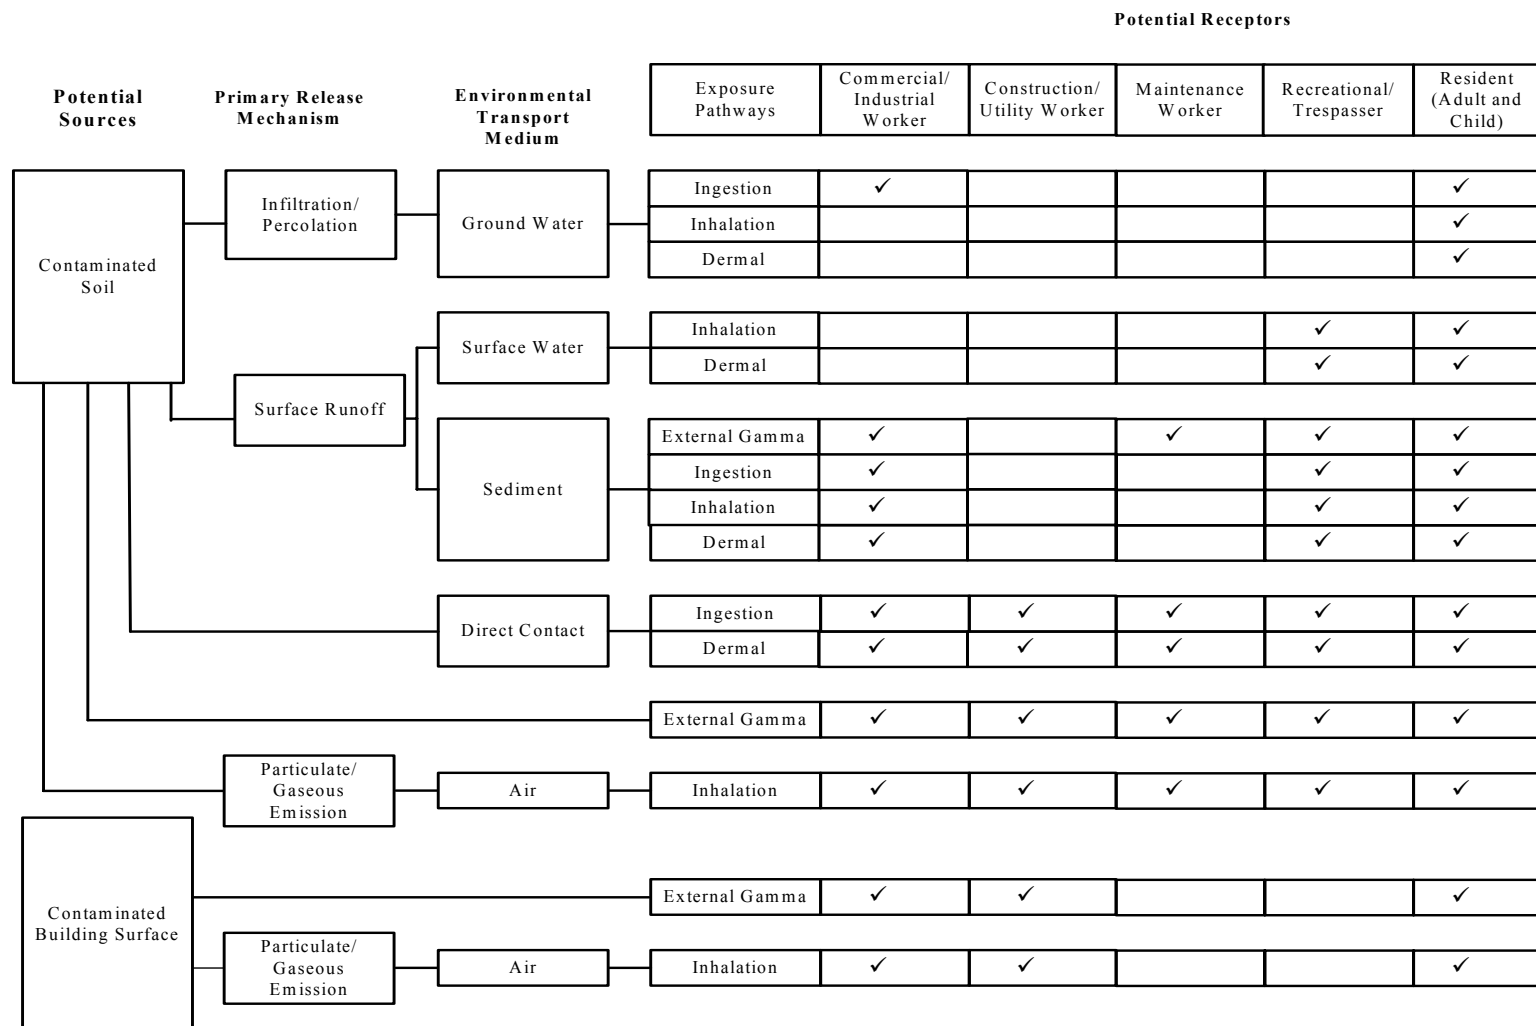 Potential Receptors
Potential
Sources
Primary Release
Mechanism
Environmental
Transport
Medium
Exposure
Pathways
Commercial/
Industrial
Worker
Construction/
Utility Worker
Maintenance
Worker
Recreational/
Trespasser
Resident
(Adult and
Child)
Contaminated
Soil
Infiltration/
Percolation
Ground Water
Ingestion ✓ ✓
Inhalation ✓
Dermal ✓
Surface Runoff
Surface Water
Inhalation ✓ ✓
Dermal ✓ ✓
Sediment
External Gamma ✓ ✓ ✓ ✓
Ingestion ✓ ✓ ✓
Inhalation ✓ ✓ ✓
Dermal ✓ ✓ ✓
Direct Contact
Ingestion ✓ ✓ ✓ ✓ ✓
Dermal ✓ ✓ ✓ ✓ ✓
External Gamma ✓ ✓ ✓ ✓ ✓
Particulate/
Gaseous
Emission
Air
Inhalation ✓ ✓ ✓ ✓ ✓
Contaminated
Building Surface
External Gamma ✓ ✓ ✓
Particulate/
Gaseous
Emission
Air
Inhalation ✓ ✓ ✓